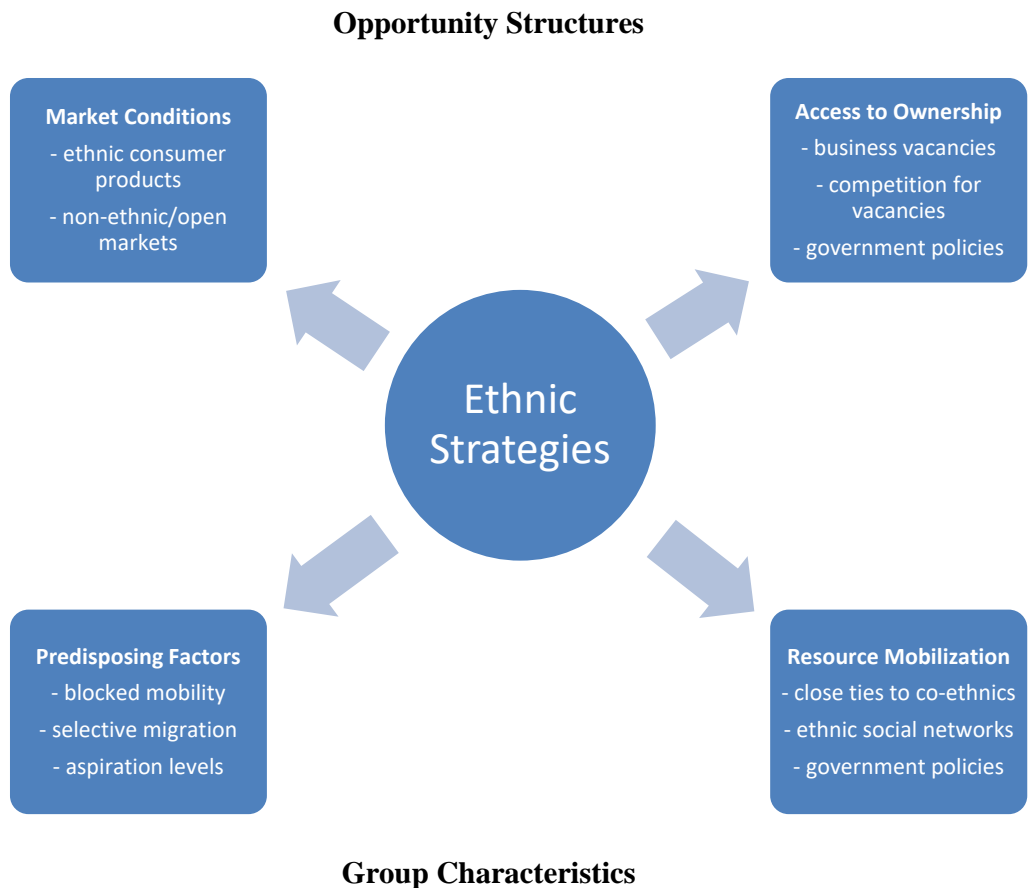 Opportunity Structures
Market Conditions
- ethnic consumer
products
- non-ethnic/open
markets
Access to Ownership
- business vacancies
- competition for
vacancies
- government policies
Ethnic
Strategies
Predisposing Factors
- blocked mobility
- selective migration
- aspiration levels
Resource Mobilization
- close ties to co-ethnics
- ethnic social networks
- government policies
Group Characteristics